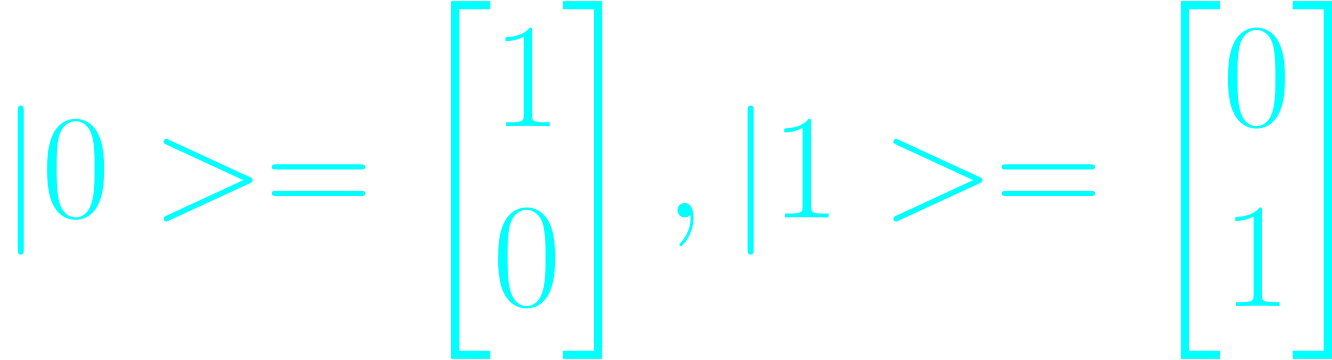 |0 >= [1 0] , |1 >= [0 1]